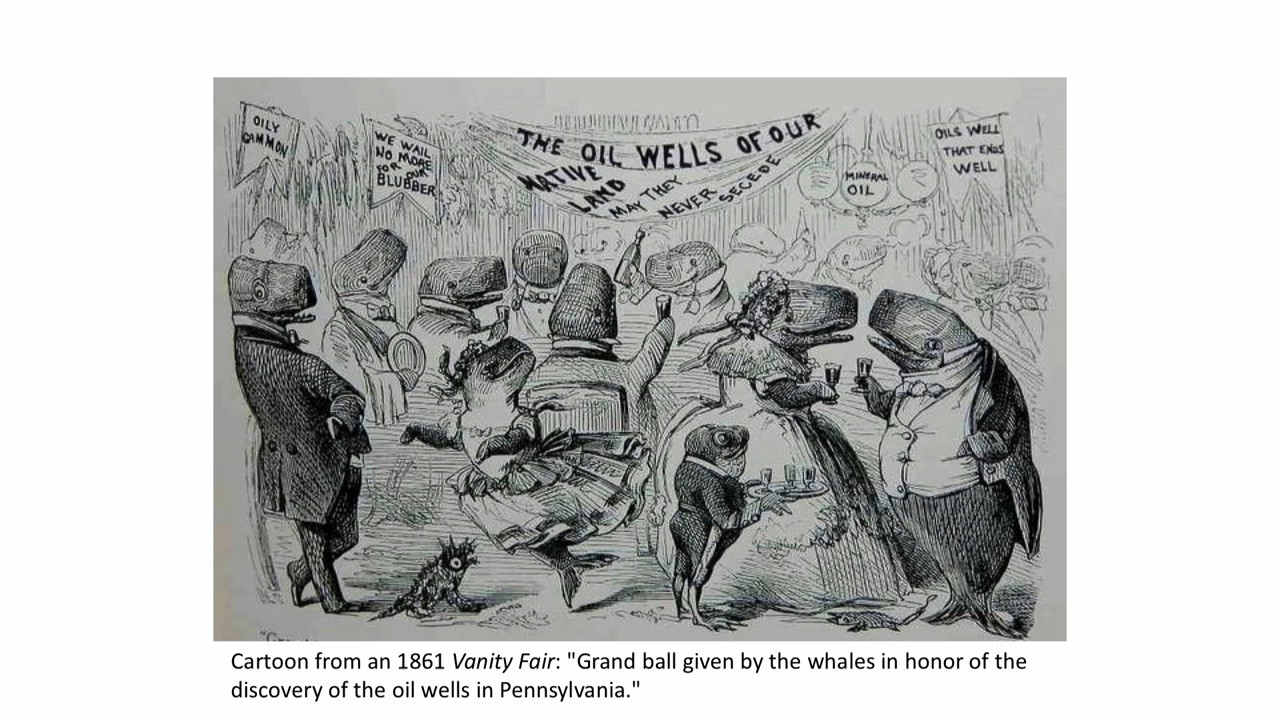 OILY
GAMMON
WE WAIL
NO MORE
FOR OUR
BLUBBER
THE OIL WELLS OF OUR
NATIVE
LAND
MAY THEY
NEVER SECEDE
MINERAL
OIL
OILS WELL
THAT ENDS
WELL
Cartoon from an 1861 Vanity Fair: "Grand ball given by the whales in honor of the
discovery of the oil wells in Pennsylvania."